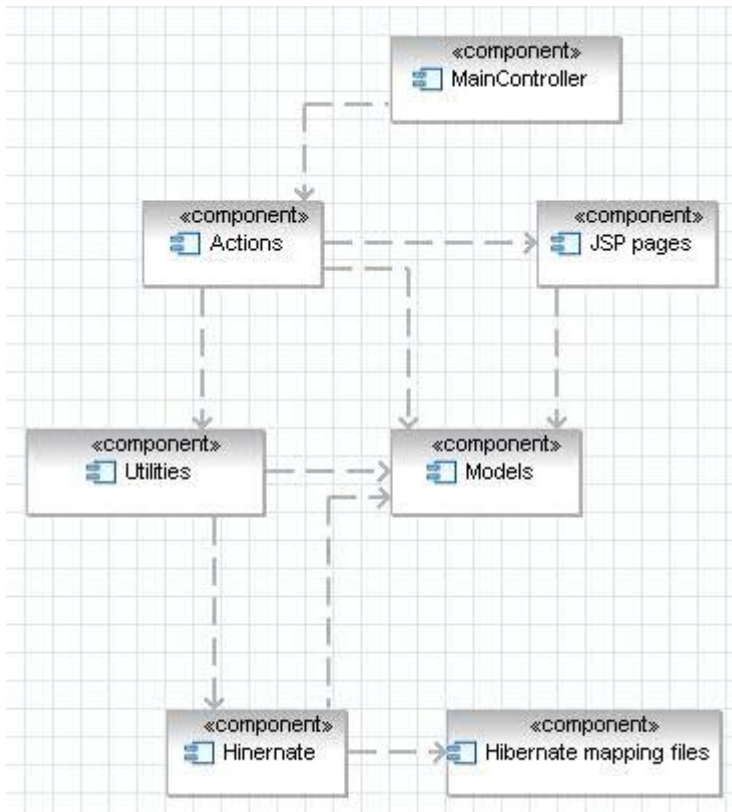 «component»
MainController
«component»
Actions
«component»
JSP pages
«component»
Utilities
«component»
Models
«component»
Hinernate
«component»
Hibernate mapping files